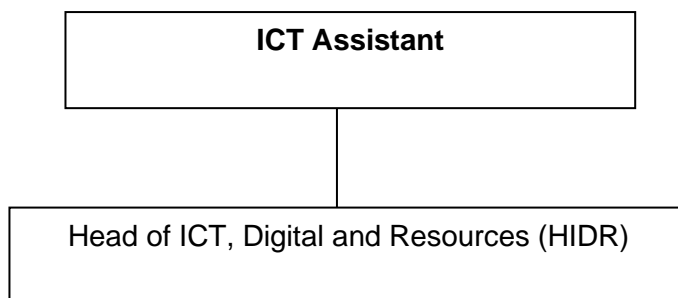 ICT Assistant
Head of ICT, Digital and Resources (HIDR)